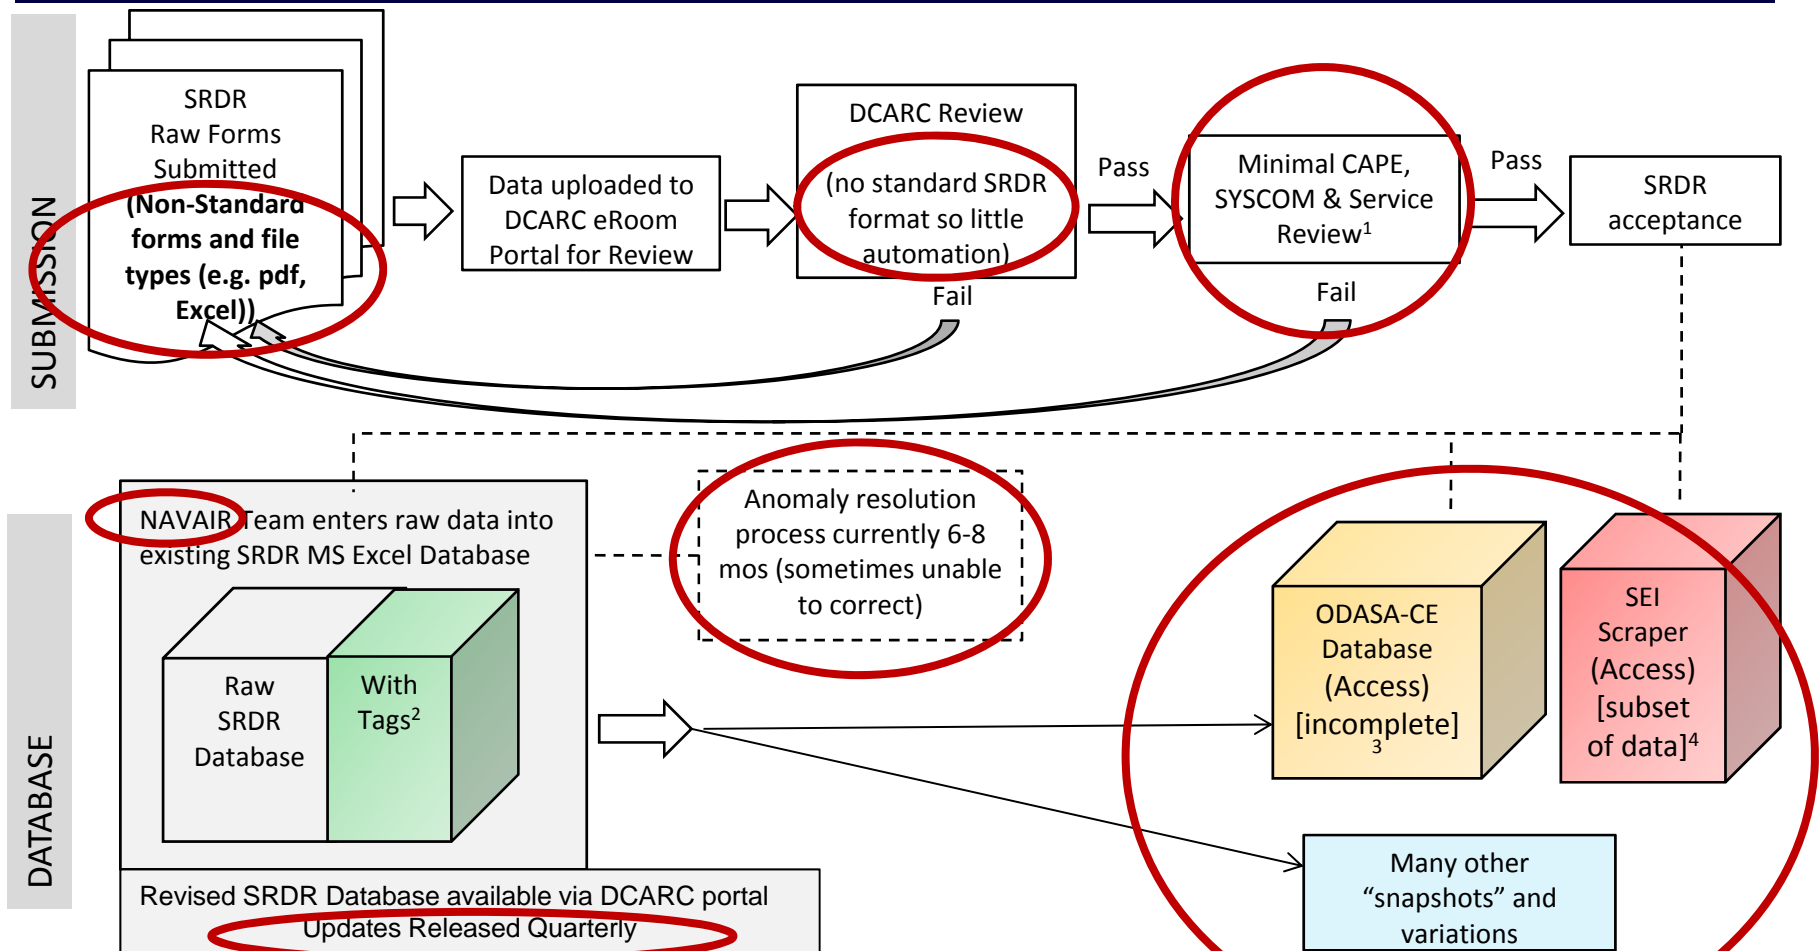 SUBMISSION
SRDR
Raw Forms
Submitted
(Non-Standard
forms and file
types (e.g. pdf,
Excel))
Data uploaded to
DCARC eRoom
Portal for Review
DCARC Review
(no standard SRDR
format so little
automation)
Fail
Pass
Minimal CAPE,
SYSCOM & Service
Review¹
Fail
Pass
SRDR
acceptance
DATABASE
NAVAIR Team enters raw data into
existing SRDR MS Excel Database
Raw
SRDR
Database
With
Tags²
Revised SRDR Database available via DCARC portal
Updates Released Quarterly
Anomaly resolution
process currently 6-8
mos (sometimes unable
to correct)
ODASA-CE
Database
(Access)
[incomplete]
3
SEI
Scraper
(Access)
[subset
of data]⁴
Many other
“snapshots” and
variations